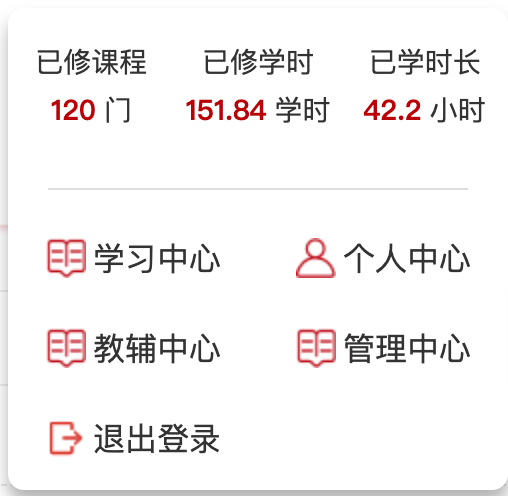 已修课程 已修学时 已学时长
120 门 151.84 学时 42.2 小时
学习中心 个人中心
教辅中心 管理中心
退出登录